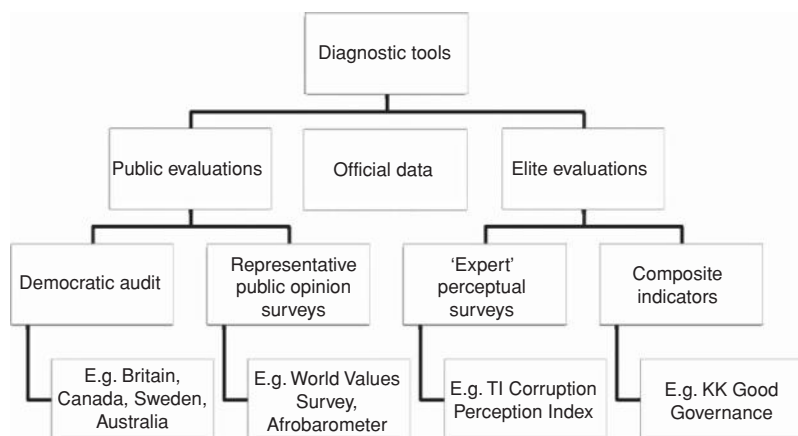 Diagnostic tools
Public evaluations
Official data
Elite evaluations
Democratic audit
Representative
public opinion
surveys
‘Expert’
perceptual
surveys
Composite
indicators
E.g. Britain,
Canada, Sweden,
Australia
E.g. World Values
Survey,
Afrobarometer
E.g. TI Corruption
Perception Index
E.g. KK Good
Governance